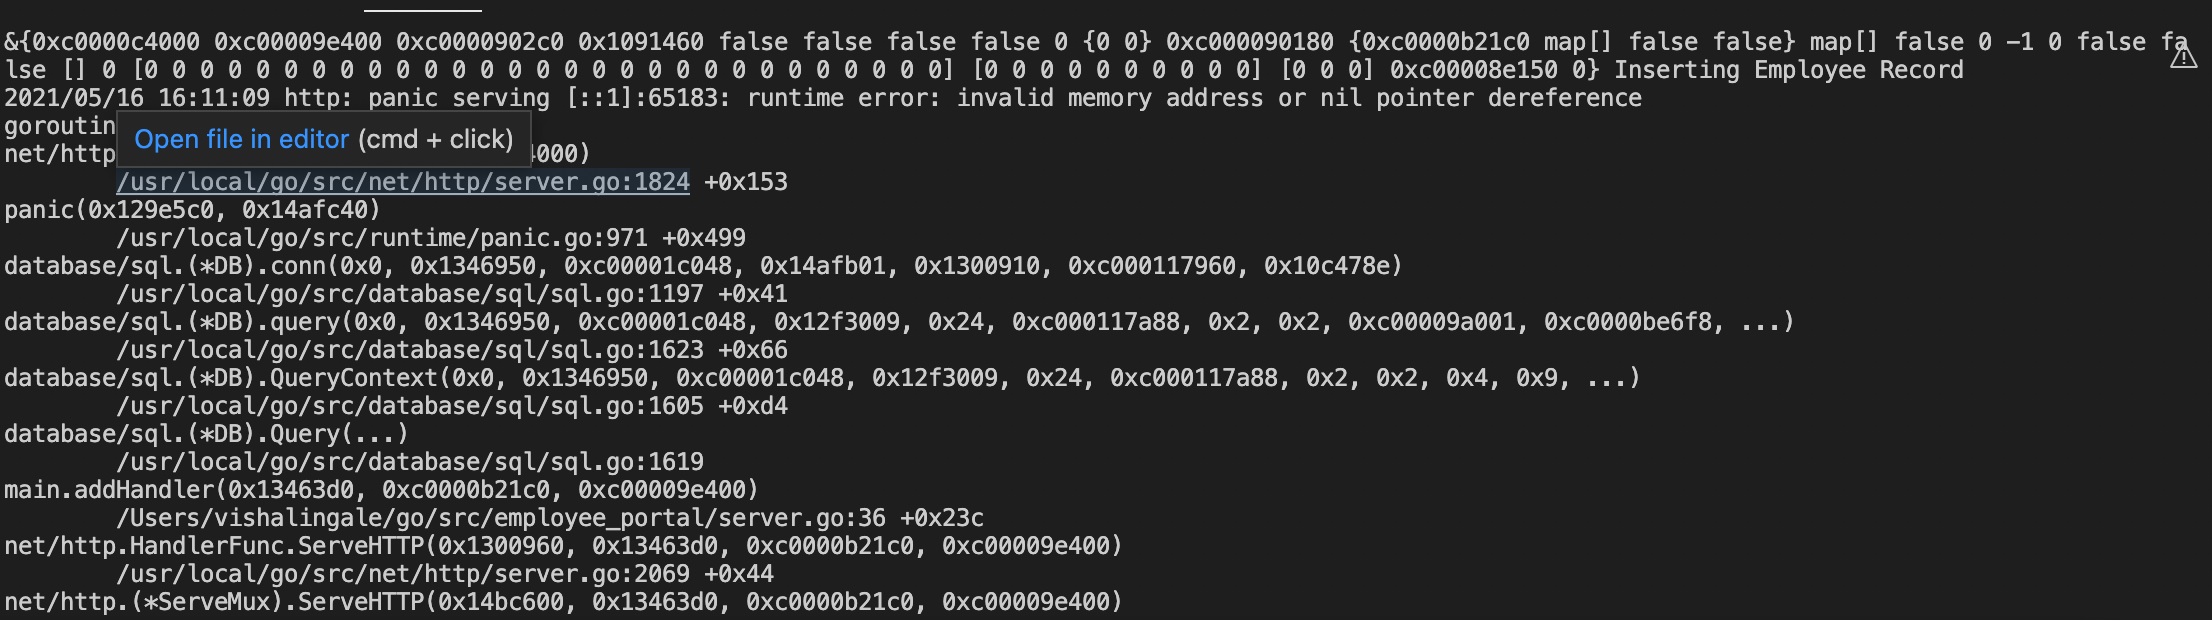 &{0xc0000c4000 0xc00009e400 0xc0000902c0 0x1091460 false false false false 0 {0 0} 0xc000090180 {0xc0000b21c0 map[] false false} map[] false 0 -1 0 false fa
lse [] 0 [0 0 0 0 0 0 0 0 0 0 0 0 0 0 0 0 0 0 0 0 0 0 0 0 0 0 0 0 0] [0 0 0 0 0 0 0 0 0 0] [0 0 0] 0xc00008e150 0} Inserting Employee Record
2021/05/16 16:11:09 http: panic serving [::1]:65183: runtime error: invalid memory address or nil pointer dereference
goroutin
Open file in editor (cmd + click)
net/http 000)
/usr/local/go/src/net/http/server.go:1824 +0x153
panic(0x129e5c0, 0x14afc40)
/usr/local/go/src/runtime/panic.go:971 +0x499
database/sql.(*DB).conn(0x0, 0x1346950, 0xc00001c048, 0x14afb01, 0x1300910, 0xc000117960, 0x10c478e)
/usr/local/go/src/database/sql/sql.go:1197 +0x41
database/sql.(*DB).query(0x0, 0x1346950, 0xc00001c048, 0x12f3009, 0x24, 0xc000117a88, 0x2, 0x2, 0xc00009a001, 0xc0000be6f8, ...)
/usr/local/go/src/database/sql/sql.go:1623 +0x66
database/sql.(*DB).QueryContext(0x0, 0x1346950, 0xc00001c048, 0x12f3009, 0x24, 0xc000117a88, 0x2, 0x2, 0x4, 0x9, ...)
/usr/local/go/src/database/sql/sql.go:1605 +0xd4
database/sql.(*DB).Query(...)
/usr/local/go/src/database/sql/sql.go:1619
main.addHandler(0x13463d0, 0xc0000b21c0, 0xc00009e400)
/Users/vishalingale/go/src/employee_portal/server.go:36 +0x23c
net/http.HandlerFunc.ServeHTTP(0x1300960, 0x13463d0, 0xc0000b21c0, 0xc00009e400)
/usr/local/go/src/net/http/server.go:2069 +0x44
net/http.(*ServeMux).ServeHTTP(0x14bc600, 0x13463d0, 0xc0000b21c0, 0xc00009e400)